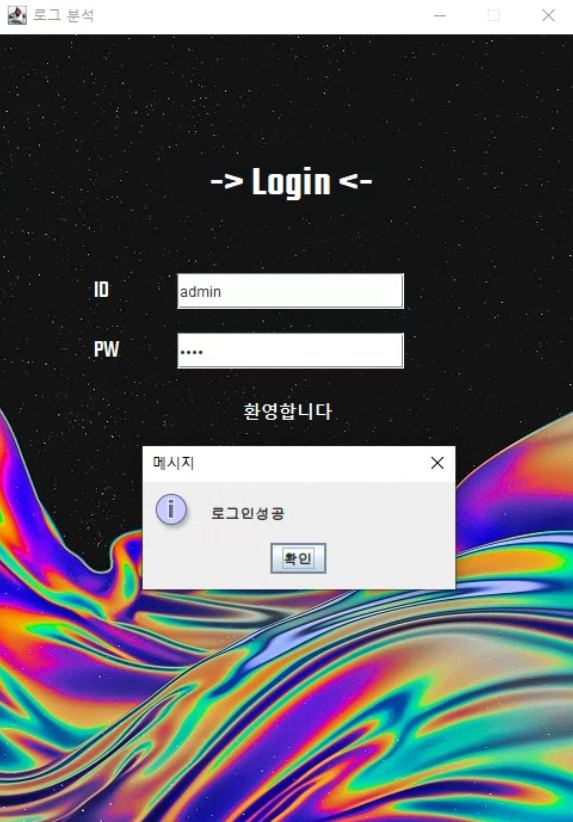 로그 분석
-> Login <-
ID
admin
PW
••••
환영합니다
메시지
로그인성공
확인